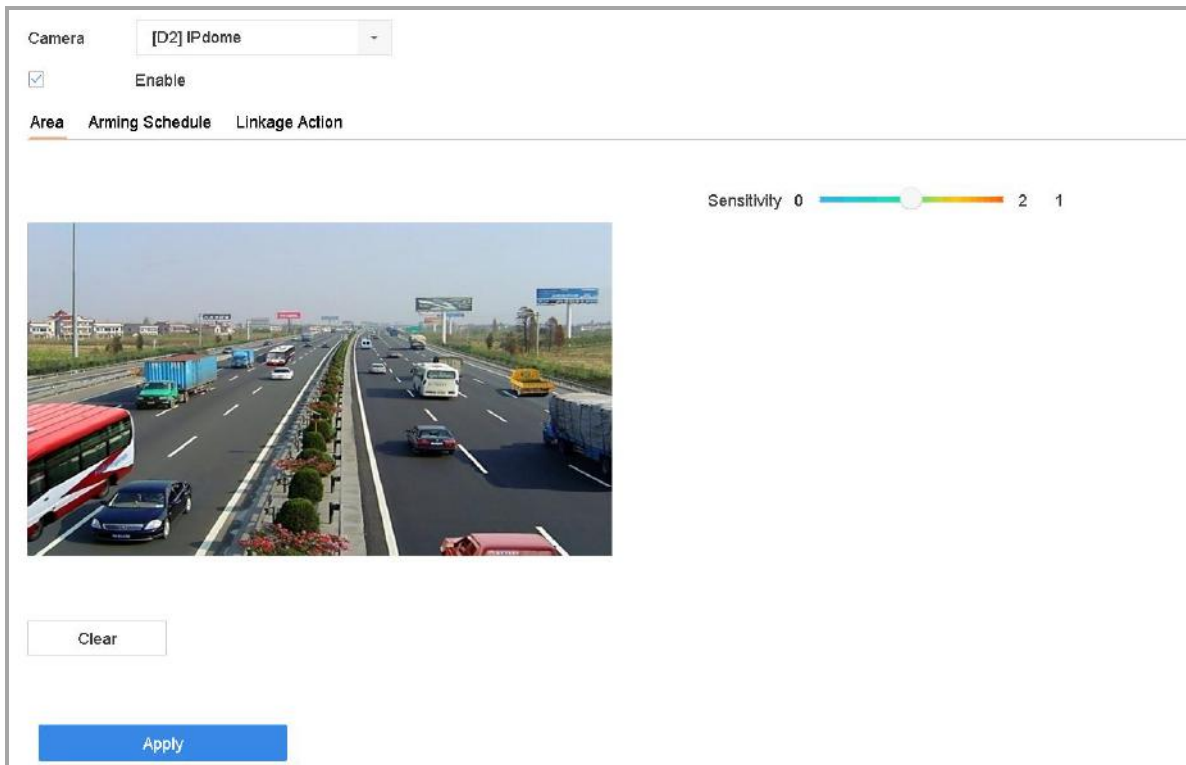 Camera [D2] IPdome
Enable
Area Arming Schedule Linkage Action
Sensitivity 0 2 1
Clear
Apply